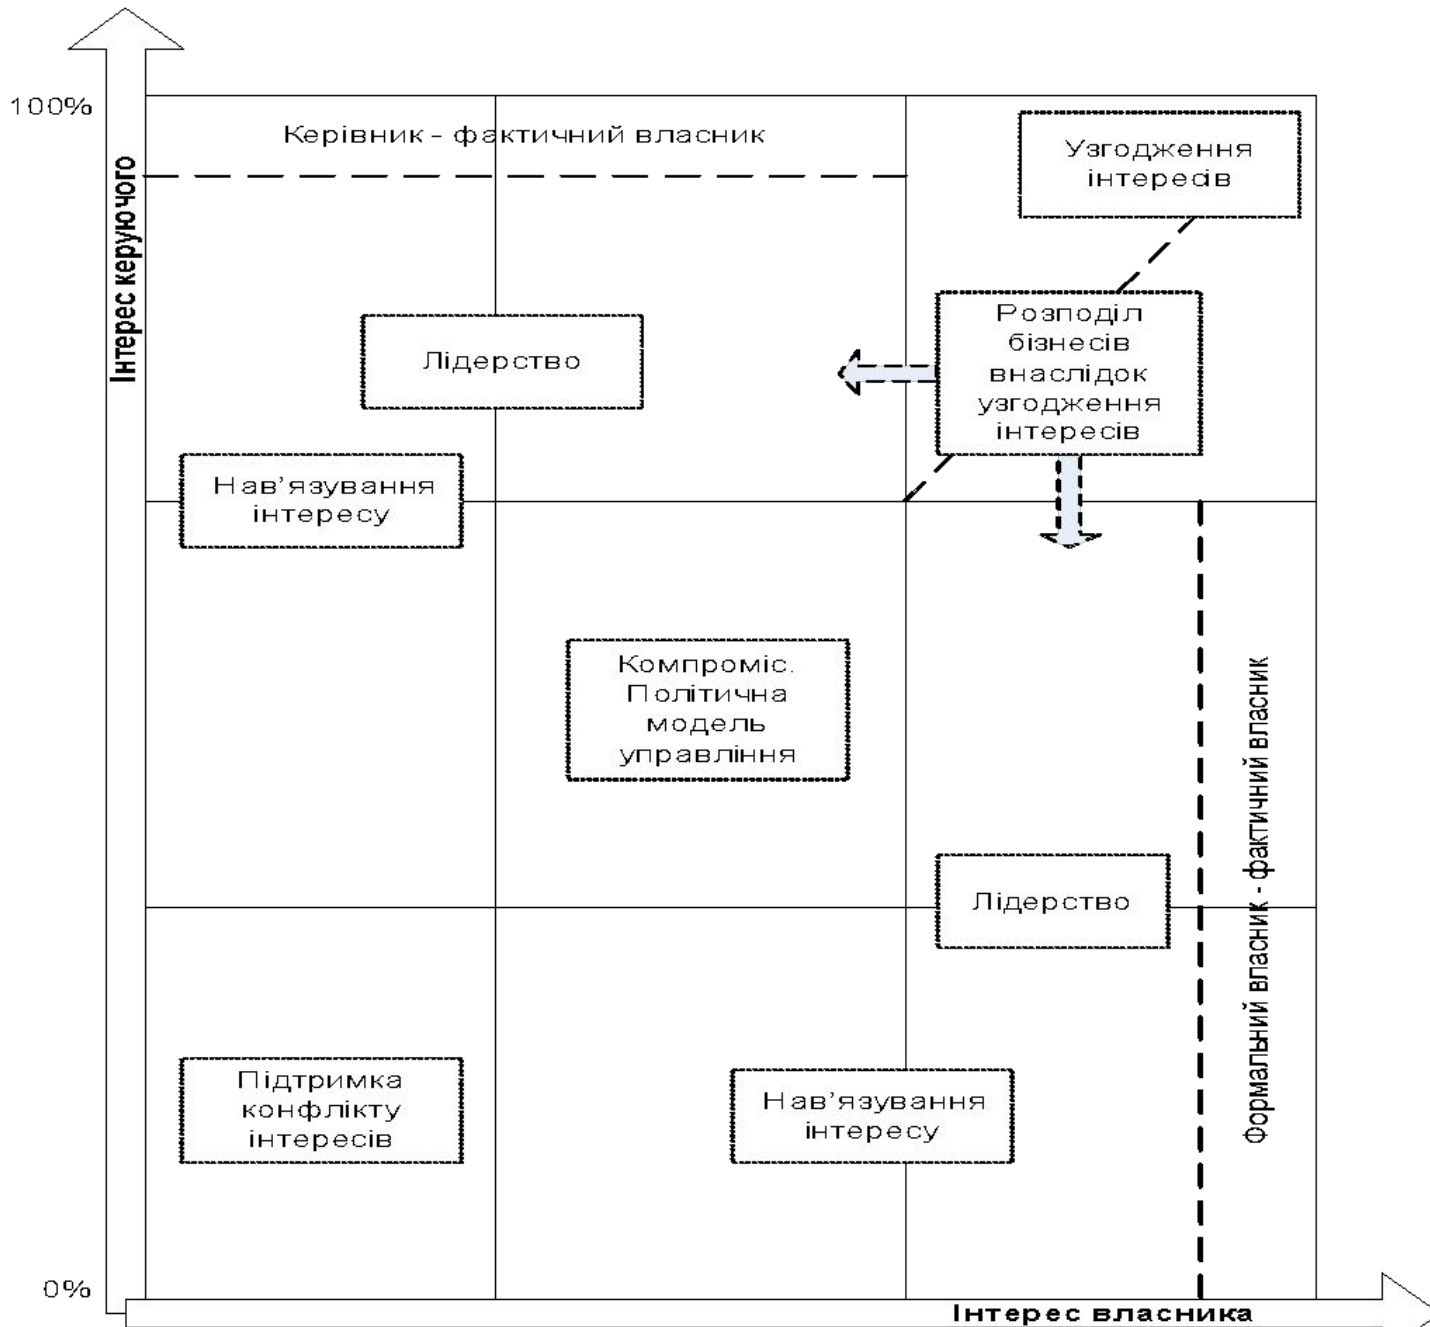 100%
Керівник - фактичний власник
Узгодження
інтересів
Інтерес керуючого
Розподіл
бізнесів
внаслідок
узгодження
інтересів
Лідерство
Нав’язування
інтересу
Компроміс.
Політична
модель
управління
Формальний власник - фактичний власник
Лідерство
Підтримка
конфлікту
інтересів
Нав’язування
інтересу
0%
Інтерес власника